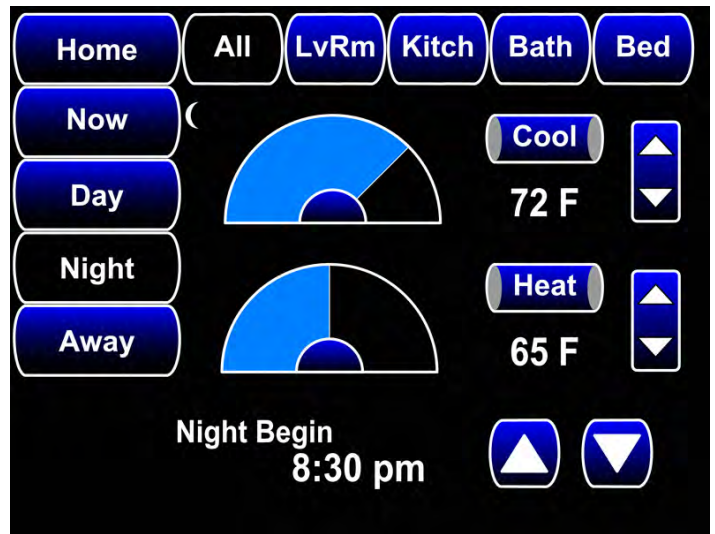 Home All LvRm Kitch Bath Bed
Now
Cool
Day
72 F
Night
Heat
Away
65 F
Night Begin
8:30 pm